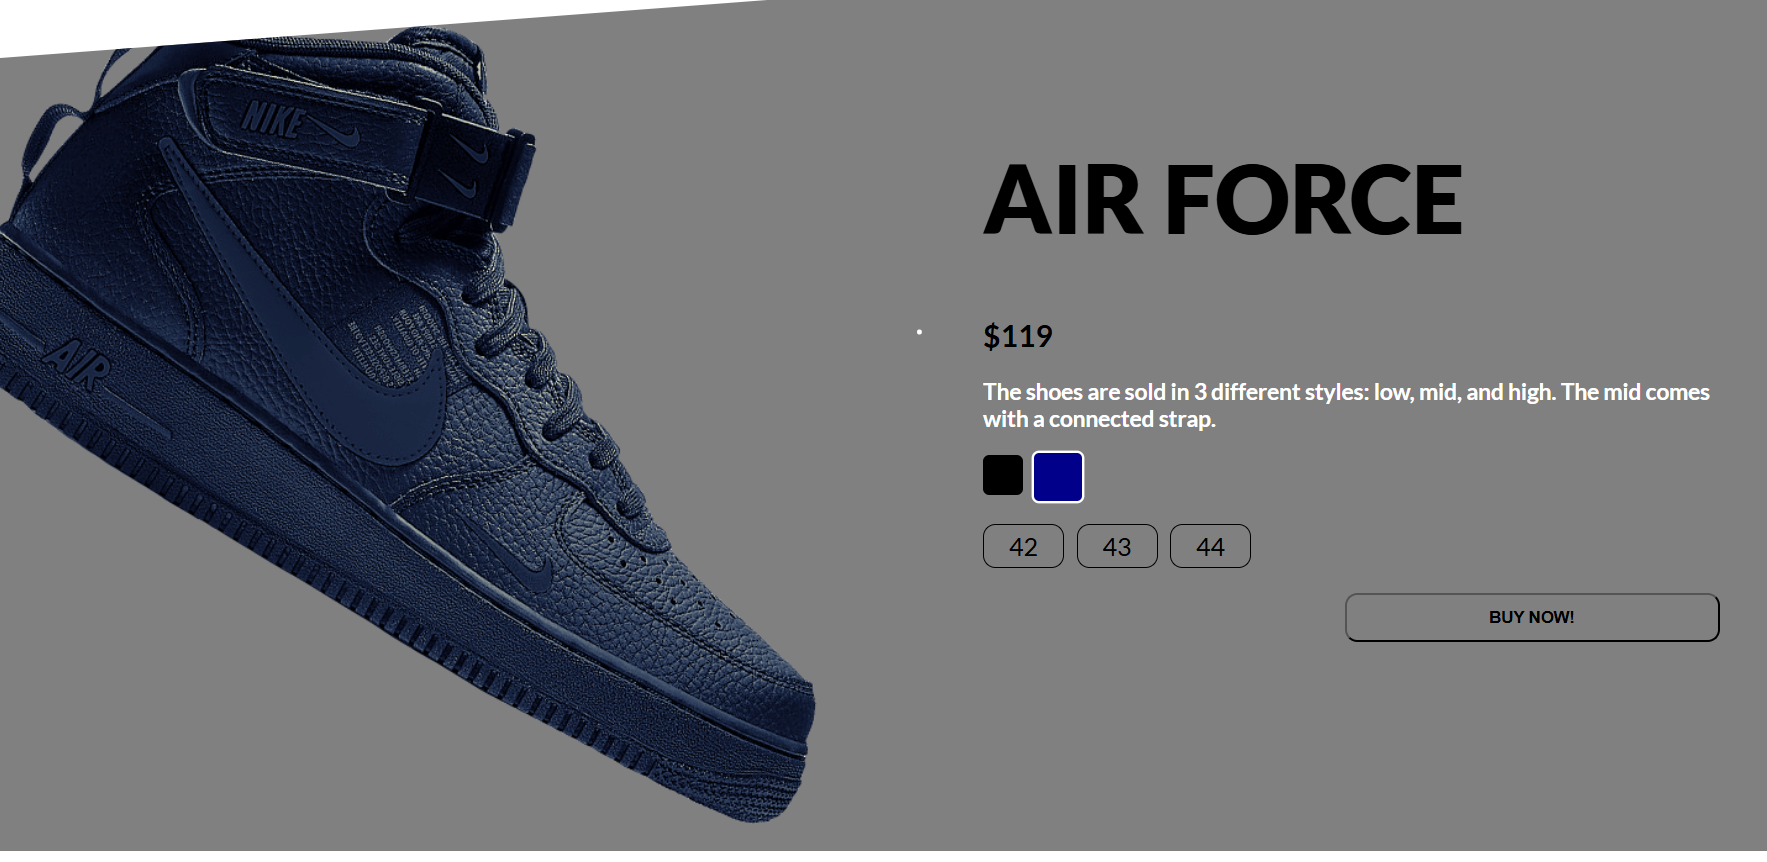 NIKE
AIR
AIR FORCE
$119
The shoes are sold in 3 different styles: low, mid, and high. The mid comes
with a connected strap.
42 43 44
BUY NOW!